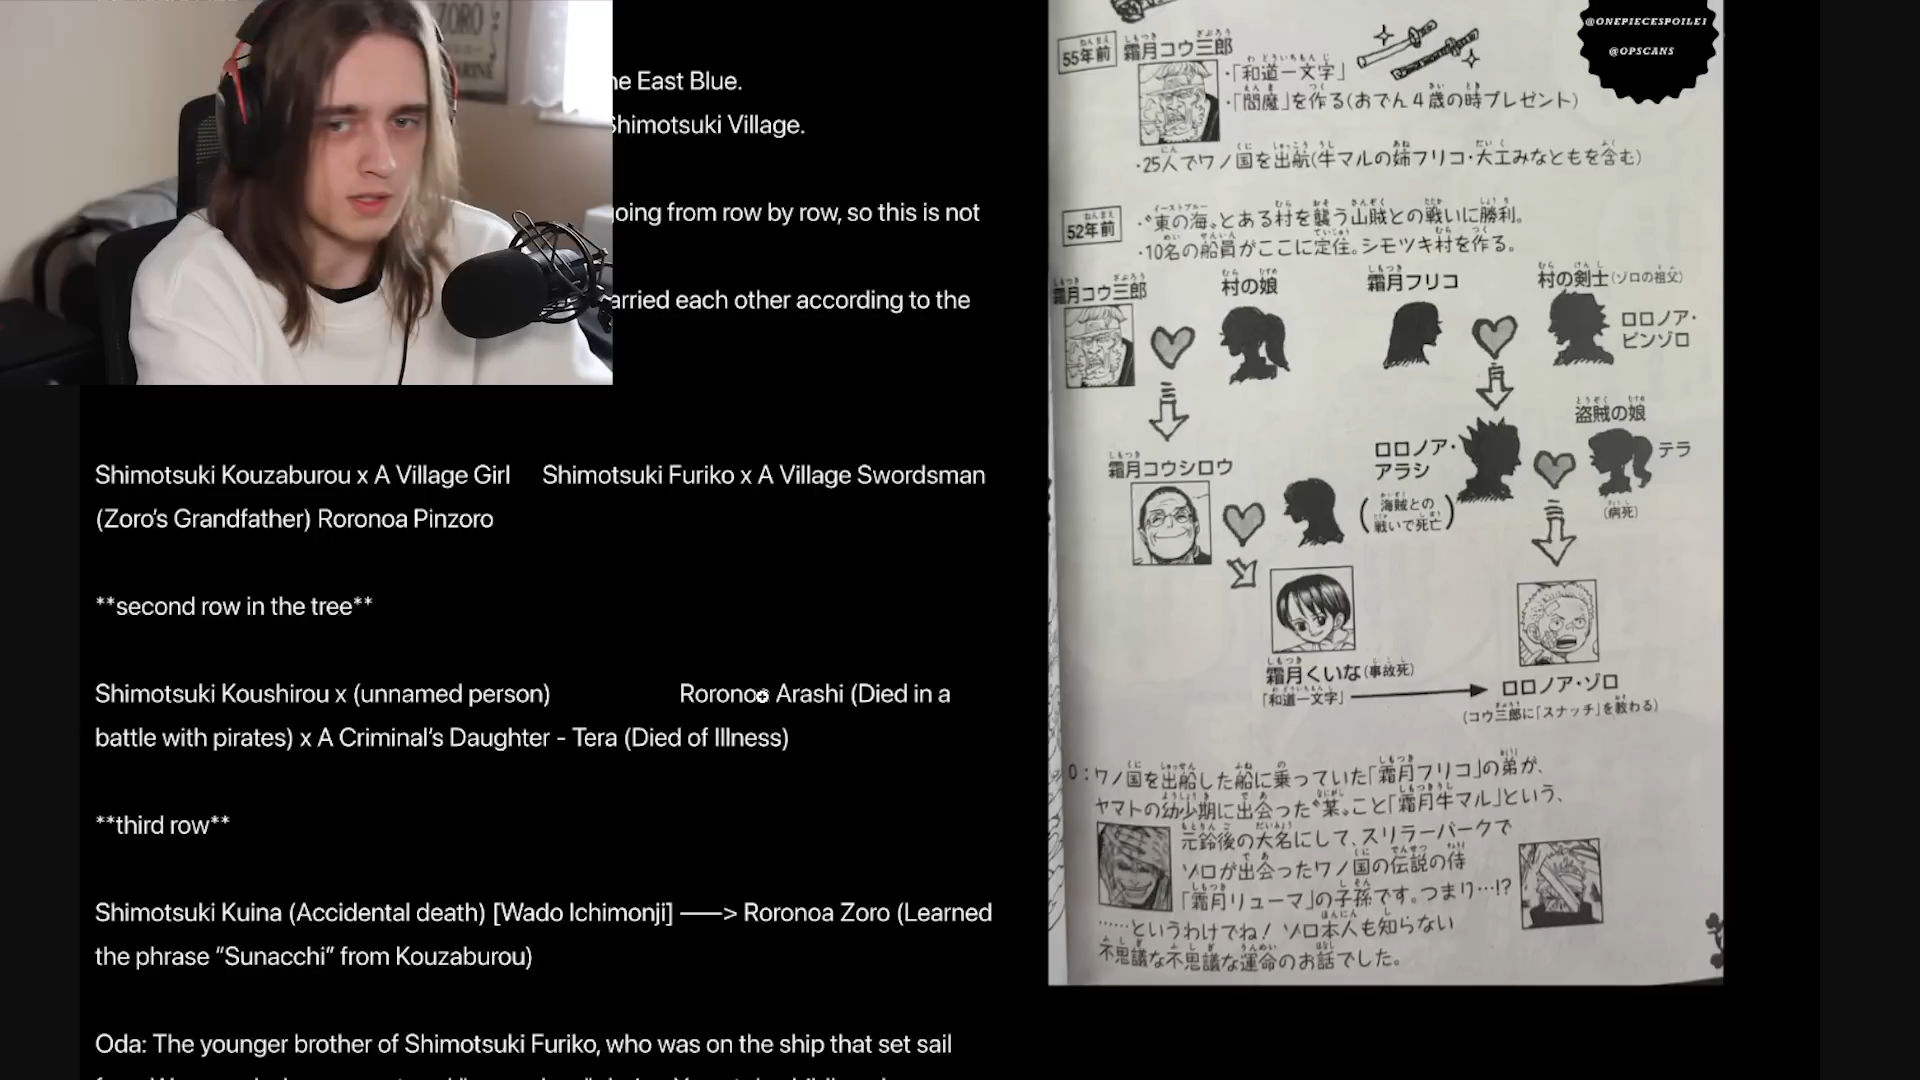 ZORO
ARINE
ne East Blue.
Shimotsuki Village.
going from row by row, so this is not
arried each other according to the
Shimotsuki Kouzaburou x A Village Girl Shimotsuki Furiko x A Village Swordsman
(Zoro's Grandfather) Roronoa Pinzoro
**second row in the tree**
Shimotsuki Koushirou x (unnamed person) Roronoa Arashi (Died in a
battle with pirates) x A Criminal's Daughter - Tera (Died of Illness)
**third row**
Shimotsuki Kuina (Accidental death) [Wado Ichimonji] ——> Roronoa Zoro (Learned
the phrase “Sunacchi” from Kouzaburou)
Oda: The younger brother of Shimotsuki Furiko, who was on the ship that set sail
@ONEPIECESPOILE1
@OPSCANS
55年前 霜月コウ三郎
・「和道一文字」
・「閻魔」を作る(おでん4歳の時プレゼント)
・25人でワノ国を出航(牛マルの姉フリコ・大工みなともを含む)
52年前
・“東の海”とある村を襲う山賊との戦いに勝利。
・10名の船員がここに定住。シモツキ村を作る。
霜月コウ三郎 村の娘 霜月フリコ 村の剣士(ゾロの祖父)
ロロノア・
ピンゾロ
盗賊の娘
テラ
(病死)
ロロノア・
アラシ
(海賊との
戦いで死亡)
霜月コウシロウ
霜月くいな(事故死)
「和道一文字」
ロロノア・ゾロ
(コウ三郎に「スナッチ」を教わる)
O:ワノ国を出船した船に乗っていた「霜月フリコ」の弟が、
ヤマトの幼少期に出会った“某”こと「霜月牛マル」という、
元鈴後の大名にして、スリラーバークで
ゾロが出会ったワノ国の伝説の侍
「霜月リューマ」の子孫です。つまり…!?
……というわけでね! ゾロ本人も知らない
不思議な不思議な運命のお話でした。